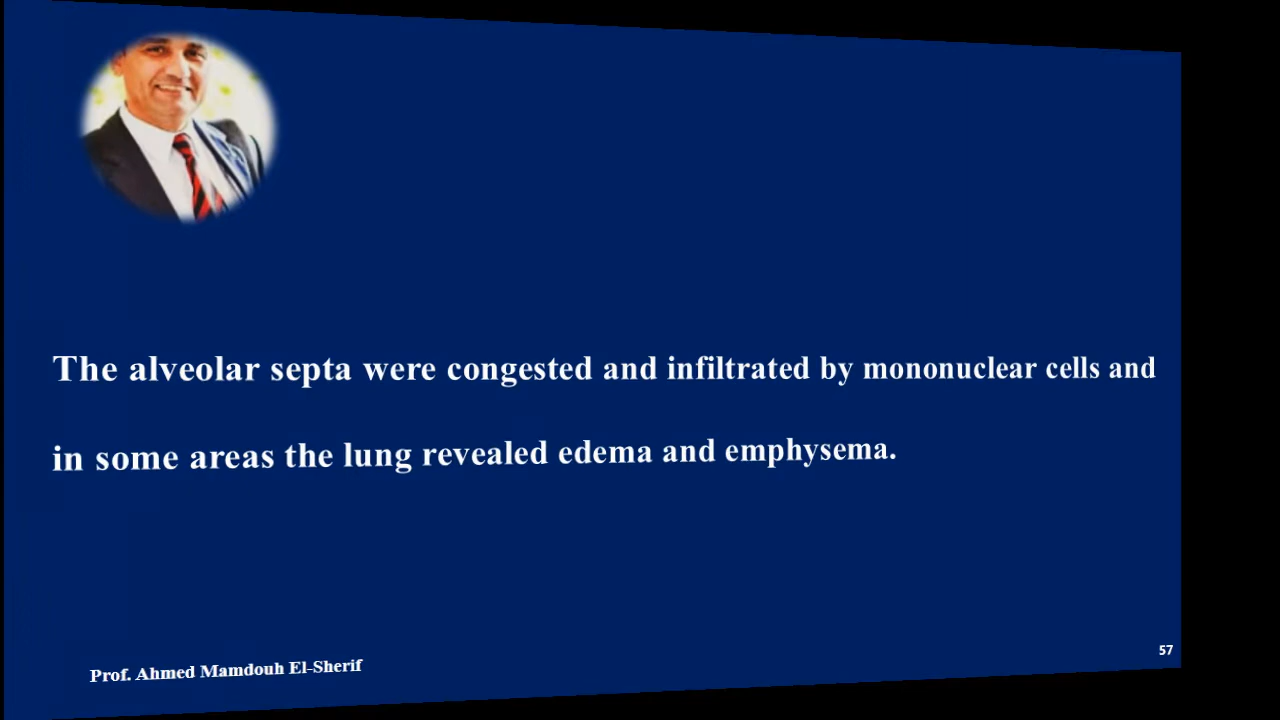 The alveolar septa were congested and infiltrated by mononuclear cells and
in some areas the lung revealed edema and emphysema.
Prof. Ahmed Mamdouh El-Sherif
57